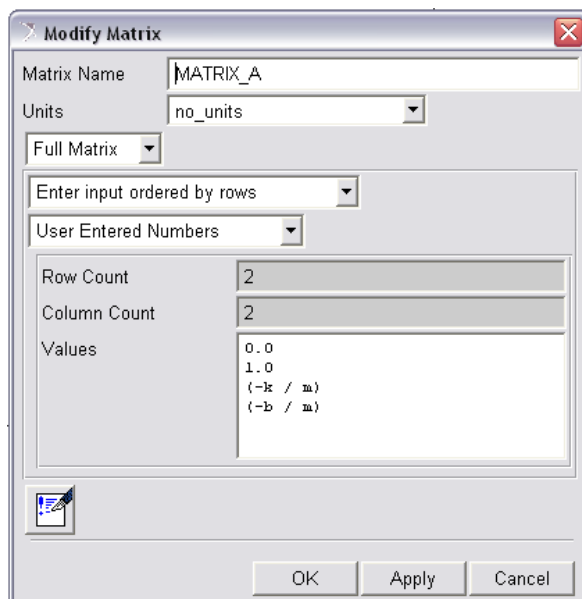 Modify Matrix
Matrix Name MATRIX_A
Units no_units
Full Matrix
Enter input ordered by rows
User Entered Numbers
Row Count 2
Column Count 2
Values 0.0
1.0
(-k / m)
(-b / m)
OK Apply Cancel